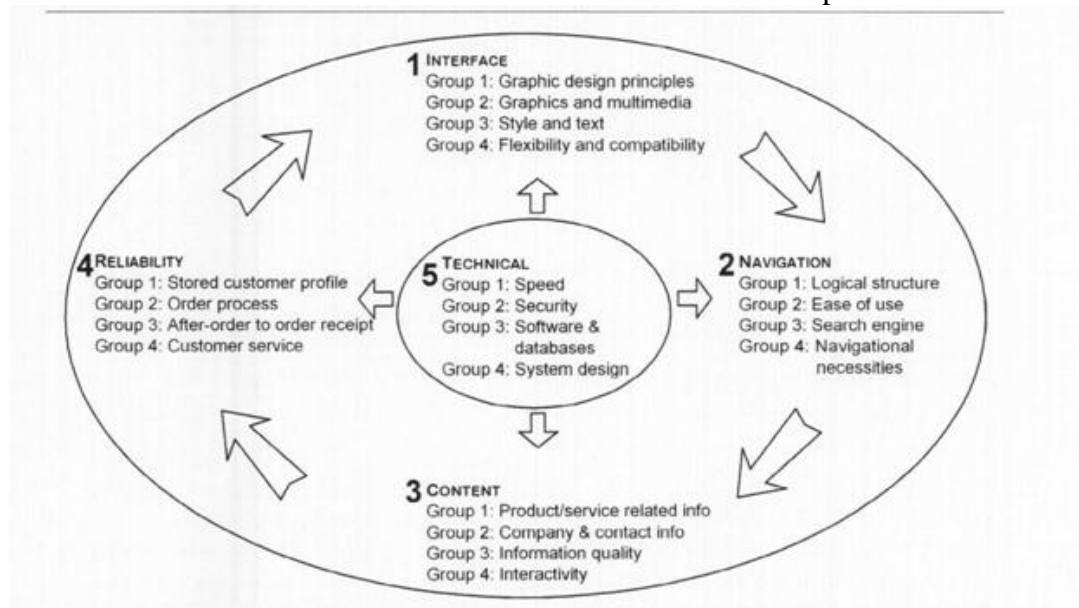 1 INTERFACE
Group 1: Graphic design principles
Group 2: Graphics and multimedia
Group 3: Style and text
Group 4: Flexibility and compatibility
4 RELIABILITY
Group 1: Stored customer profile
Group 2: Order process
Group 3: After-order to order receipt
Group 4: Customer service
5 TECHNICAL
Group 1: Speed
Group 2: Security
Group 3: Software &
databases
Group 4: System design
2 NAVIGATION
Group 1: Logical structure
Group 2: Ease of use
Group 3: Search engine
Group 4: Navigational
necessities
3 CONTENT
Group 1: Product/service related info
Group 2: Company & contact info
Group 3: Information quality
Group 4: Interactivity